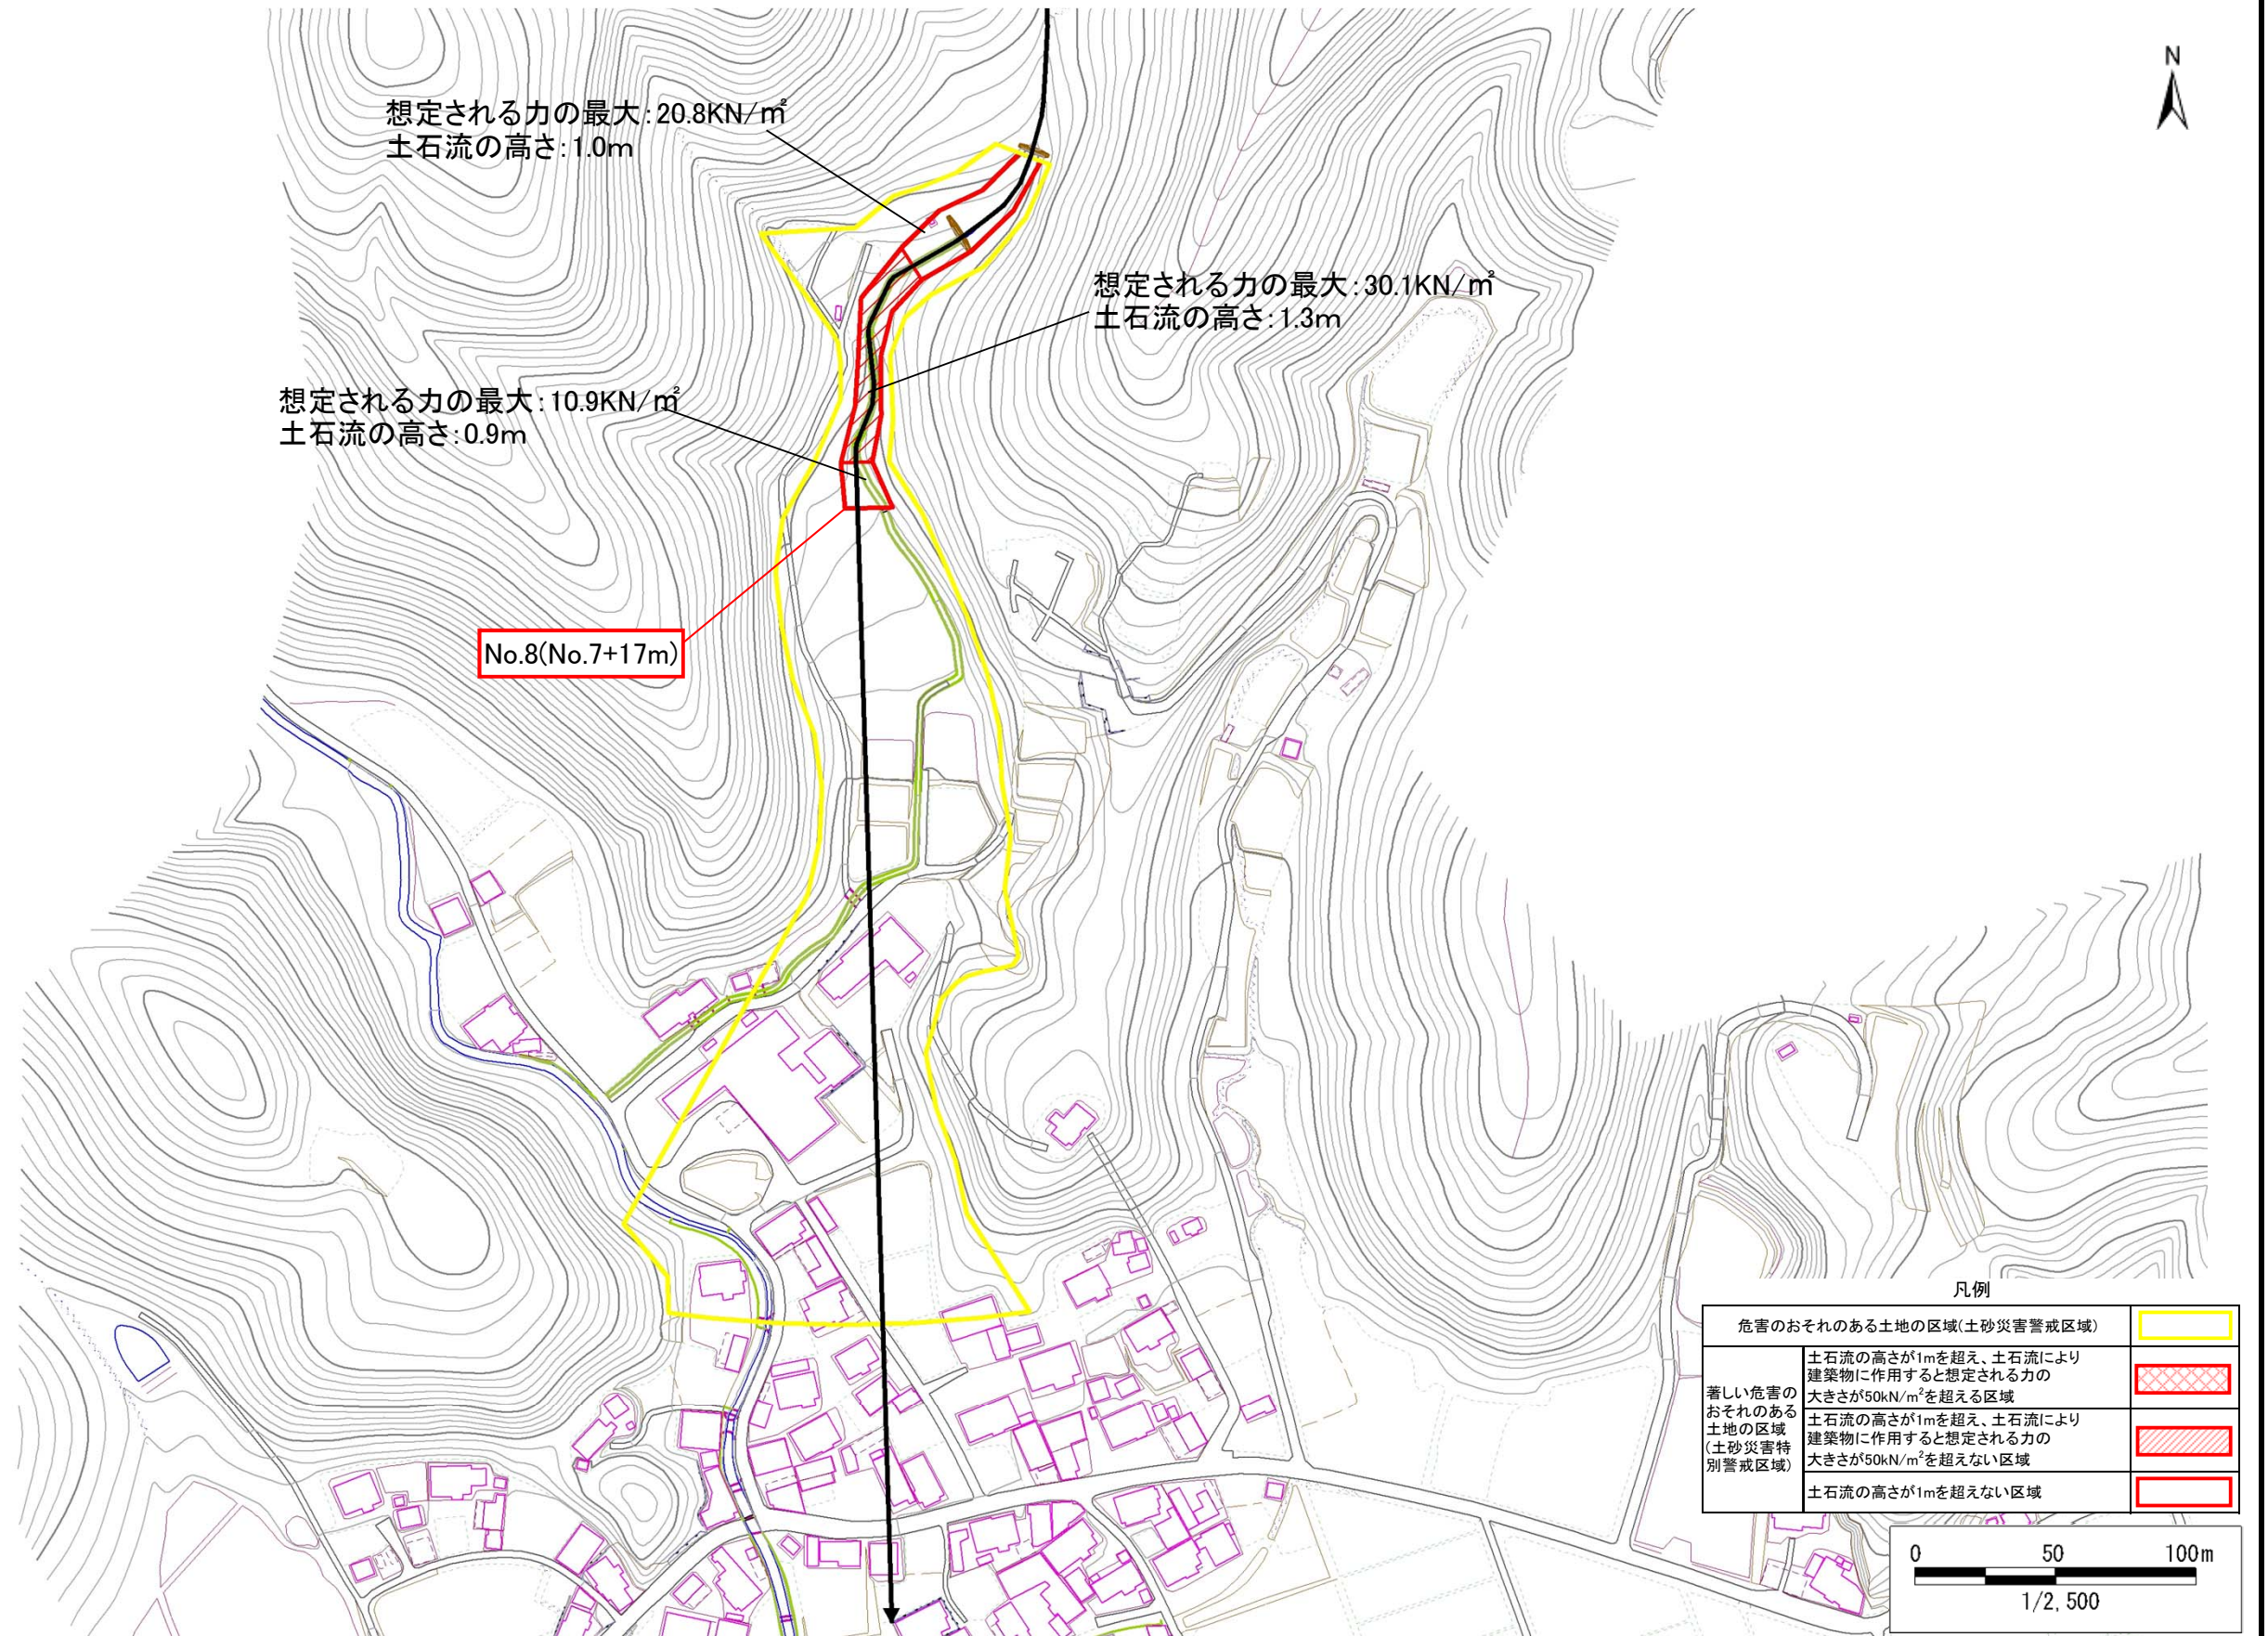 N
想定される力の最大:20.8KN/㎡
土石流の高さ:1.0m
想定される力の最大:30.1KN/㎡
土石流の高さ:1.3m
想定される力の最大:10.9KN/㎡
土石流の高さ:0.9m
No.8(No.7+17m)
凡例
危害のおそれのある土地の区域(土砂災害警戒区域)
著しい危害の
おそれのある
土地の区域
(土砂災害特
別警戒区域)
土石流の高さが1mを超え、土石流により
建築物に作用すると想定される力の
大きさが50kN/m²を超える区域
土石流の高さが1mを超え、土石流により
建築物に作用すると想定される力の
大きさが50kN/m²を超えない区域
土石流の高さが1mを超えない区域
0 50 100m
1/2,500